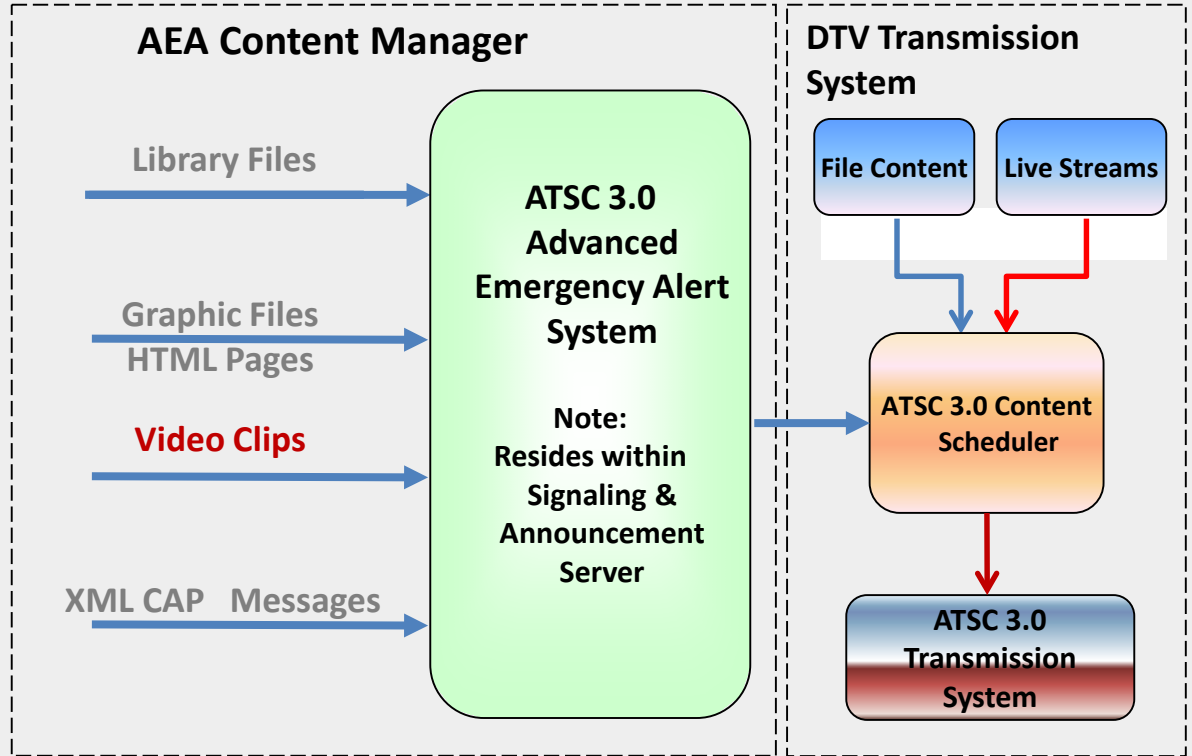 AEA Content Manager
Library Files
Graphic Files
HTML Pages
Video Clips
XML CAP Messages
ATSC 3.0
Advanced
Emergency Alert
System
Note:
Resides within
Signaling &
Announcement
Server
DTV Transmission
System
File Content
Live Streams
ATSC 3.0 Content
Scheduler
ATSC 3.0
Transmission
System